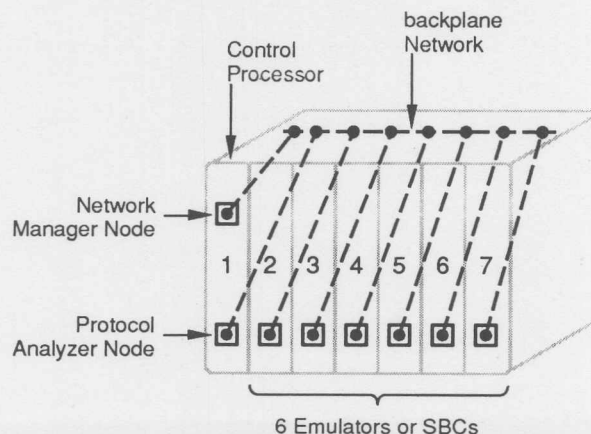 backplane
Network
Control
Processor
Network
Manager Node
1 2 3 4 5 6 7
Protocol
Analyzer Node
6 Emulators or SBCs